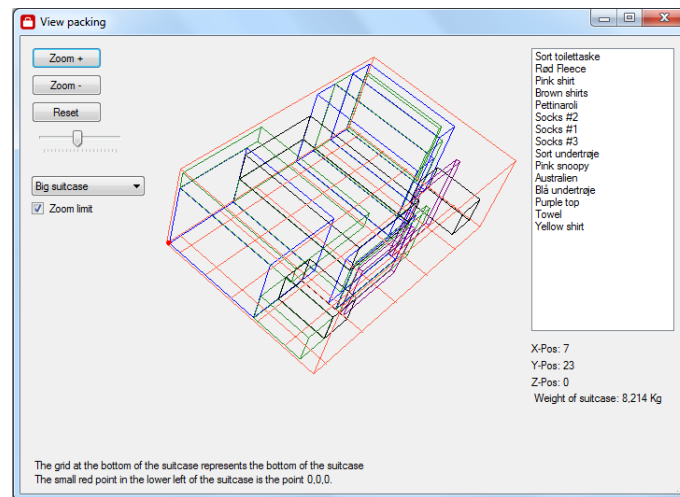 View packing
Zoom +
Zoom -
Reset
Big suitcase
Zoom limit
Sort toilettaske
Rød Fleece
Pink shirt
Brown shirts
Pettinaroli
Socks #2
Socks #1
Socks #3
Sort undertrøje
Pink snoopy
Australien
Blå undertrøje
Purple top
Towel
Yellow shirt
X-Pos: 7
Y-Pos: 23
Z-Pos: 0
Weight of suitcase: 8,214 Kg
The grid at the bottom of the suitcase represents the bottom of the suitcase
The small red point in the lower left of the suitcase is the point 0,0,0.